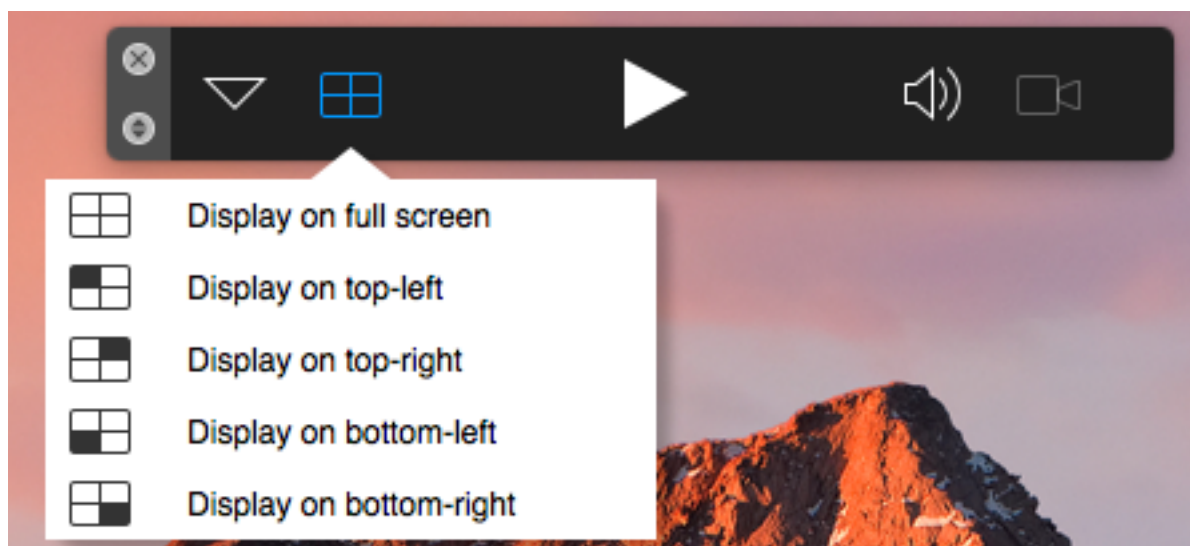 Display on full screen
Display on top-left
Display on top-right
Display on bottom-left
Display on bottom-right